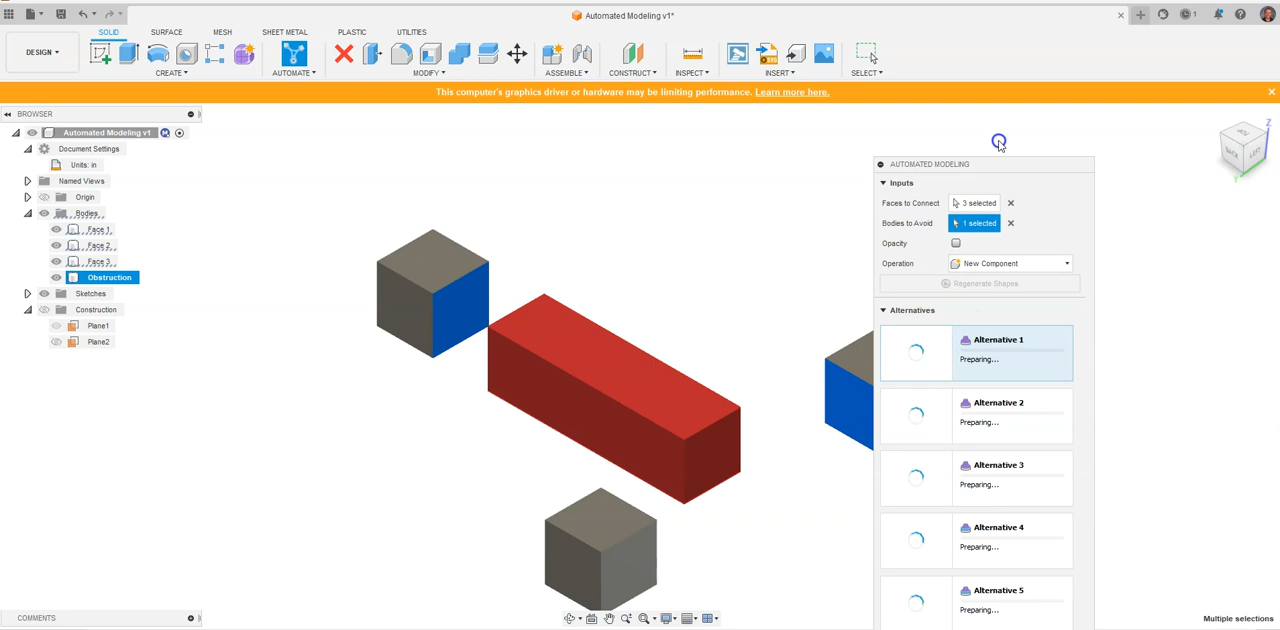 Automated Modeling v1*
1
SOLID SURFACE MESH SHEET METAL PLASTIC UTILITIES
DESIGN
CREATE AUTOMATE MODIFY ASSEMBLE CONSTRUCT INSPECT INSERT SELECT
This computer's graphics driver or hardware may be limiting performance. Learn more here.
BROWSER
Automated Modeling v1
M
Document Settings
Units: in
Named Views
Origin
Bodies
Face 1
Face 2
Face 3
Obstruction
Sketches
Construction
Plane1
Plane2
Z
TOP
BACK
LEFT
Y
AUTOMATED MODELING
Inputs
Faces to Connect 3 selected
Bodies to Avoid 1 selected
Opacity
Operation New Component
Regenerate Shapes
Alternatives
Alternative 1
Preparing...
Alternative 2
Preparing...
Alternative 3
Preparing...
Alternative 4
Preparing...
Alternative 5
Preparing...
COMMENTS
Multiple selections